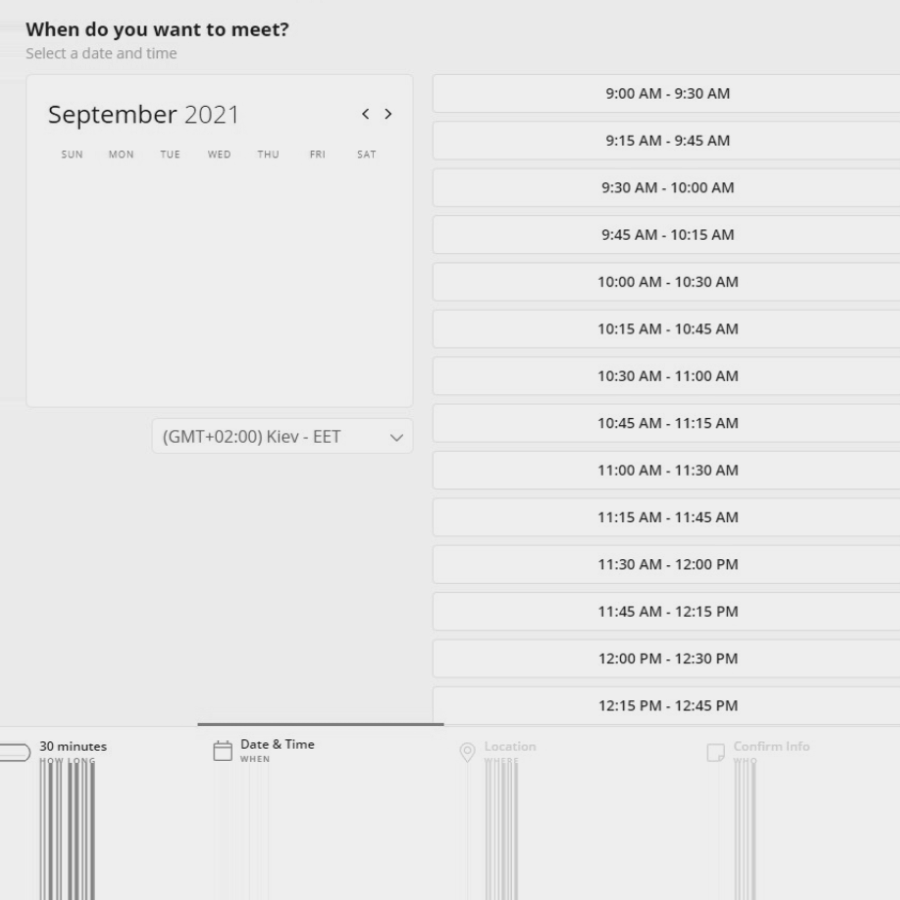 When do you want to meet?
Select a date and time
September 2021
SUN MON TUE WED THU FRI SAT
(GMT+02:00) Kiev - EET
9:00 AM - 9:30 AM
9:15 AM - 9:45 AM
9:30 AM - 10:00 AM
9:45 AM - 10:15 AM
10:00 AM - 10:30 AM
10:15 AM - 10:45 AM
10:30 AM - 11:00 AM
10:45 AM - 11:15 AM
11:00 AM - 11:30 AM
11:15 AM - 11:45 AM
11:30 AM - 12:00 PM
11:45 AM - 12:15 PM
12:00 PM - 12:30 PM
12:15 PM - 12:45 PM
30 minutes
HOW LONG
Date & Time
WHEN
Location
WHERE
Confirm Info
WHO